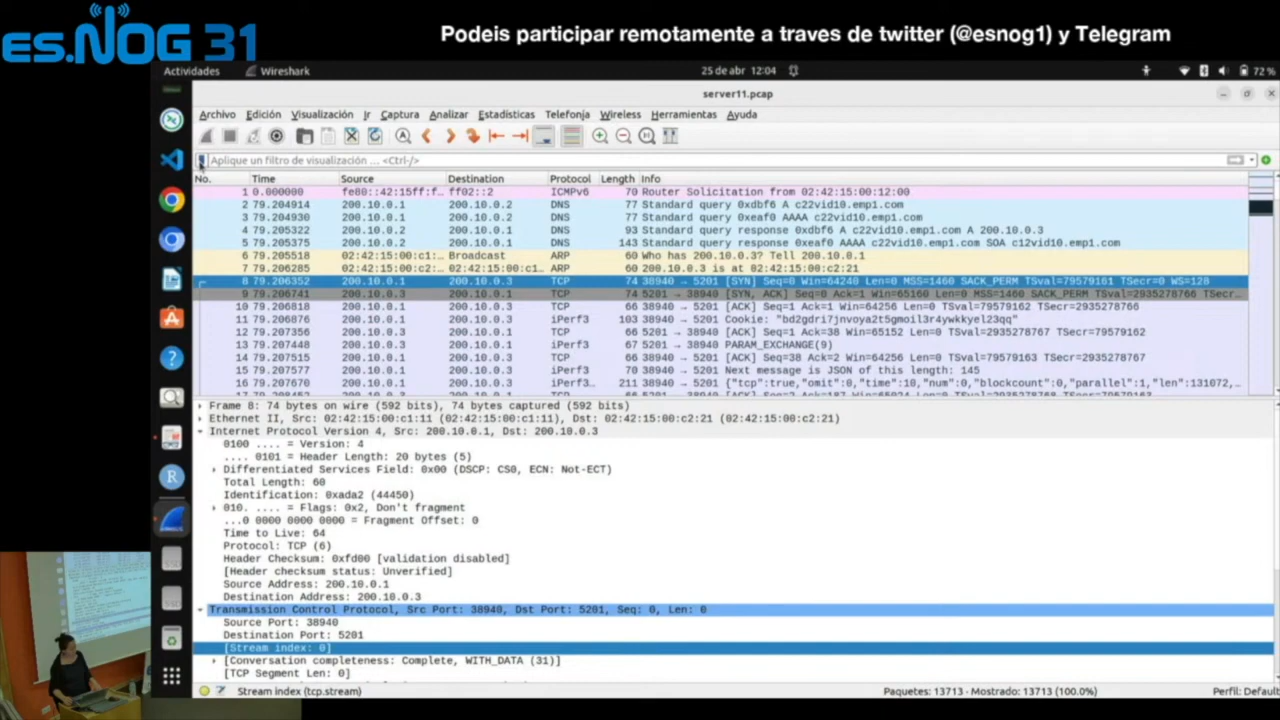 es.NOG 31
Podeis participar remotamente a traves de twitter (@esnog1) y Telegram
Actividades Wireshark 25 de abr 12:04 72 %
server11.pcap
Archivo Edición Visualización Ir Captura Analizar Estadísticas Telefonía Wireless Herramientas Ayuda
Aplique un filtro de visualización ... <Ctrl-/>
No. Time Source Destination Protocol Length Info
1 0.000000 fe80::42:15ff:f... ff02::2 ICMPv6 70 Router Solicitation from 02:42:15:00:12:00
2 79.204914 200.10.0.1 200.10.0.2 DNS 77 Standard query 0xdbf6 A c22vid10.emp1.com
3 79.204930 200.10.0.1 200.10.0.2 DNS 77 Standard query 0xeaf0 AAAA c22vid10.emp1.com
4 79.205322 200.10.0.2 200.10.0.1 DNS 93 Standard query response 0xdbf6 A c22vid10.emp1.com A 200.10.0.3
5 79.205375 200.10.0.2 200.10.0.1 DNS 143 Standard query response 0xeaf0 AAAA c22vid10.emp1.com SOA c1v20vid10.emp1.com
6 79.205518 02:42:15:00:c1:... Broadcast ARP 60 Who has 200.10.0.3? Tell 200.10.0.1
7 79.206285 02:42:15:00:c2:... 02:42:15:00:c1... ARP 60 200.10.0.3 is at 02:42:15:00:c2:21
8 79.206352 200.10.0.1 200.10.0.3 TCP 74 38940 → 5201 [SYN] Seq=0 Win=64240 Len=0 MSS=1460 SACK_PERM TSval=79579161 TSecr=0 WS=128
9 79.206741 200.10.0.3 200.10.0.1 TCP 74 5201 → 38940 [SYN, ACK] Seq=0 Ack=1 Win=65160 Len=0 MSS=1460 SACK_PERM TSval=2935278766 TSecr...
10 79.206818 200.10.0.1 200.10.0.3 TCP 66 38940 → 5201 [ACK] Seq=1 Ack=1 Win=64256 Len=0 TSval=79579162 TSecr=2935278766
11 79.206876 200.10.0.1 200.10.0.3 iPerf3 103 38940 → 5201 Cookie: "bd2gdri7jnvoya2t5gmoil3r4ywkkyel23qq"
12 79.207356 200.10.0.3 200.10.0.1 TCP 66 5201 → 38940 [ACK] Seq=1 Ack=38 Win=65152 Len=0 TSval=2935278767 TSecr=79579162
13 79.207448 200.10.0.3 200.10.0.1 iPerf3 67 5201 → 38940 PARAM_EXCHANGE(9)
14 79.207515 200.10.0.1 200.10.0.3 TCP 66 38940 → 5201 [ACK] Seq=38 Ack=2 Win=64256 Len=0 TSval=79579163 TSecr=2935278767
15 79.207577 200.10.0.1 200.10.0.3 iPerf3 70 38940 → 5201 Next message is JSON of this length: 145
16 79.207670 200.10.0.1 200.10.0.3 iPerf3... 211 38940 → 5201 {"tcp":true,"omit":0,"time":10,"num":0,"blockcount":0,"parallel":1,"len":131072,...
Frame 8: 74 bytes on wire (592 bits), 74 bytes captured (592 bits)
Ethernet II, Src: 02:42:15:00:c1:11 (02:42:15:00:c1:11), Dst: 02:42:15:00:c2:21 (02:42:15:00:c2:21)
Internet Protocol Version 4, Src: 200.10.0.1, Dst: 200.10.0.3
0100 .... = Version: 4
.... 0101 = Header Length: 20 bytes (5)
Differentiated Services Field: 0x00 (DSCP: CS0, ECN: Not-ECT)
Total Length: 60
Identification: 0xada2 (44450)
010. .... = Flags: 0x2, Don't fragment
...0 0000 0000 0000 = Fragment Offset: 0
Time to Live: 64
Protocol: TCP (6)
Header Checksum: 0xfd00 [validation disabled]
[Header checksum status: Unverified]
Source Address: 200.10.0.1
Destination Address: 200.10.0.3
Transmission Control Protocol, Src Port: 38940, Dst Port: 5201, Seq: 0, Len: 0
Source Port: 38940
Destination Port: 5201
[Stream index: 0]
[Conversation completeness: Complete, WITH_DATA (31)]
[TCP Segment Len: 0]
Stream index (tcp.stream) Paquetes: 13713 · Mostrado: 13713 (100.0%) Perfil: Default